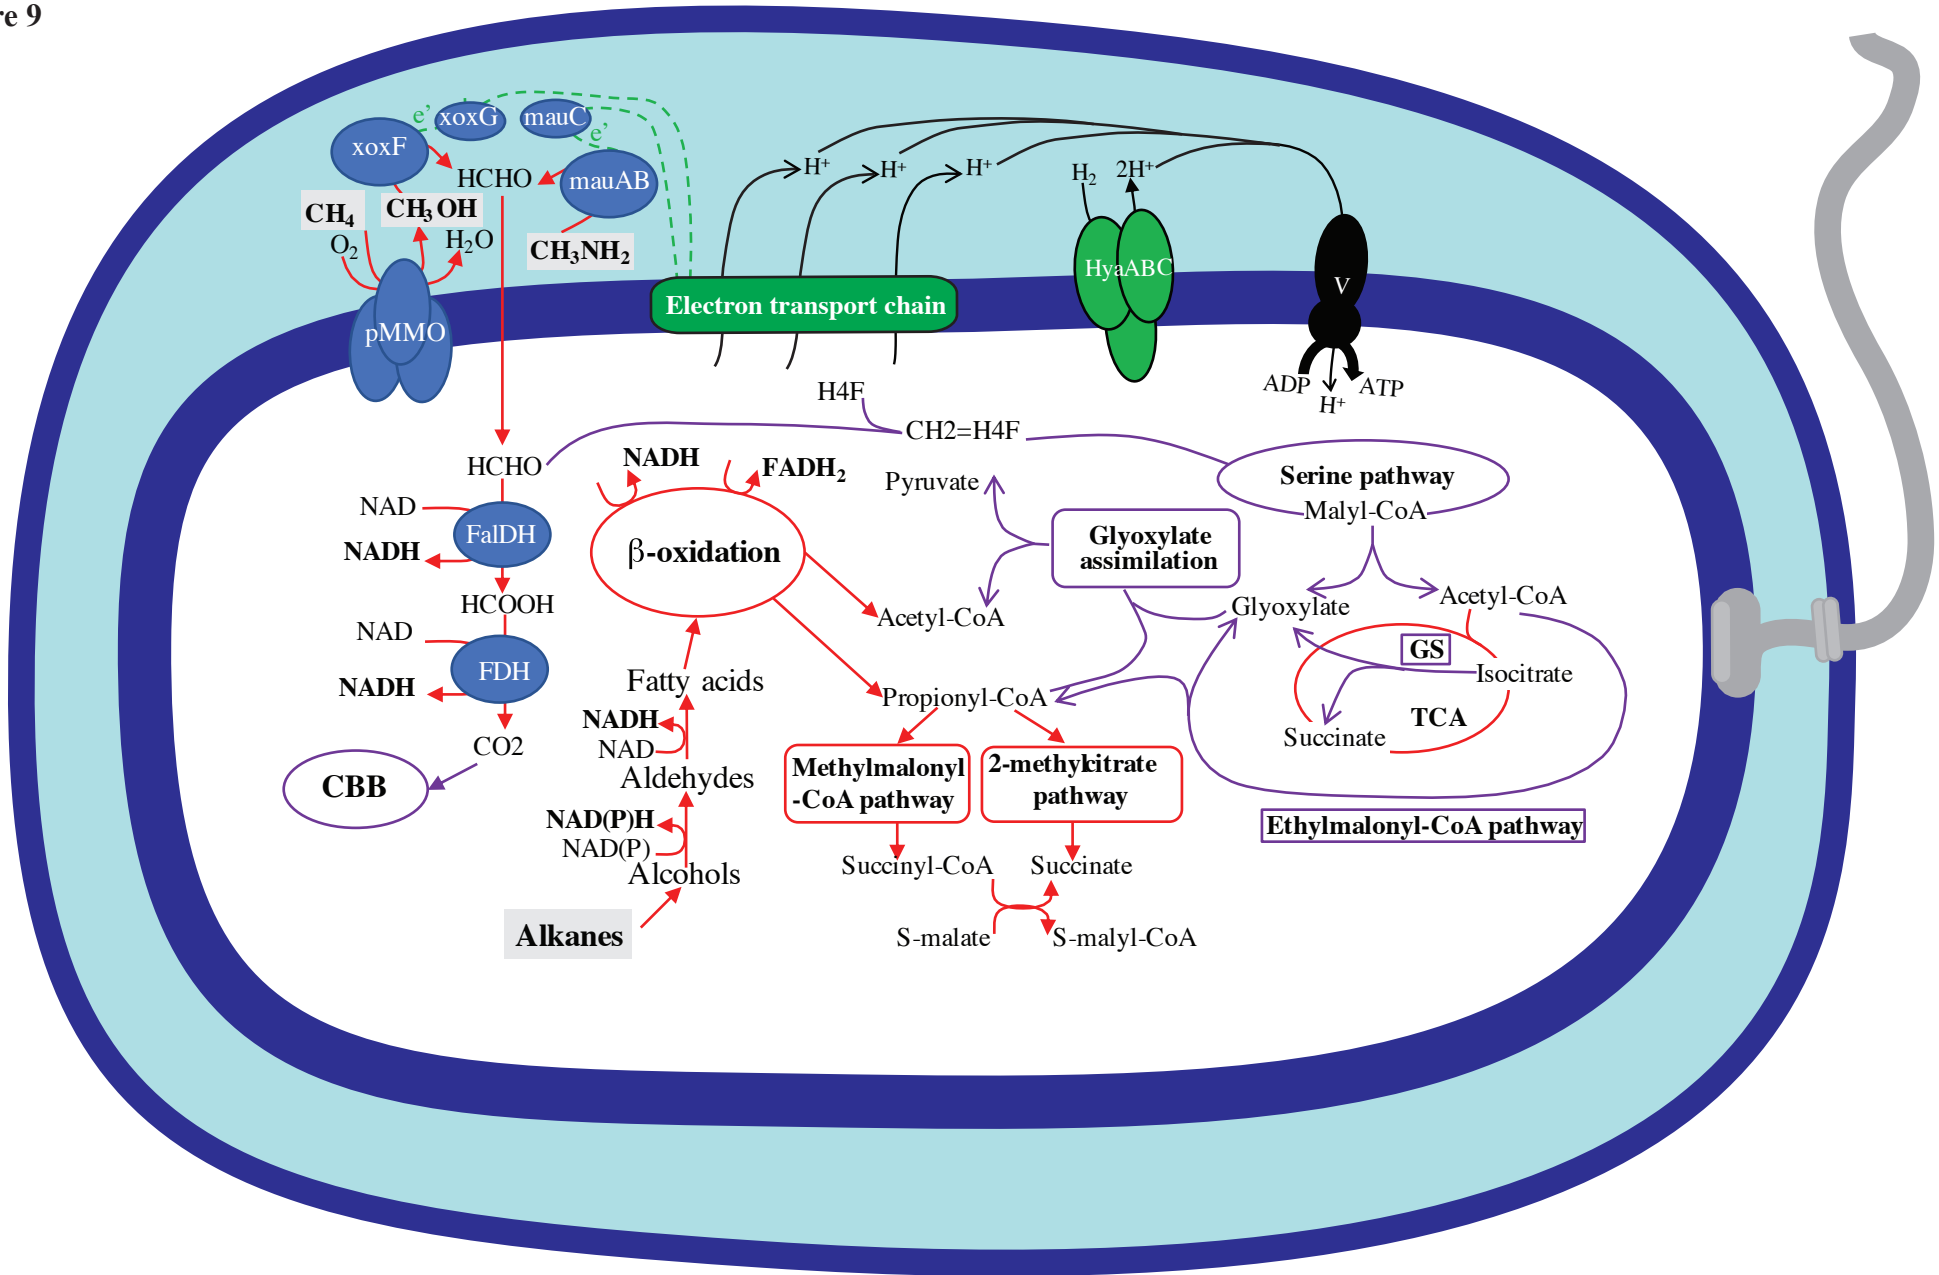 re 9
e’
xoxG
mauC
e’
xoxF
HCHO
mauAB
CH4
CH3 OH
O2
H2O
CH3NH2
H+
H+
H+
H2
2H+
HyaABC
V
pMMO
Electron transport chain
ADP
H+
ATP
H4F
CH2=H4F
HCHO
NADH
FADH2
Pyruvate
Serine pathway
Malyl-CoA
NAD
FalDH
NADH
β-oxidation
Glyoxylate
assimilation
HCOOH
Acetyl-CoA
Glyoxylate
Acetyl-CoA
NAD
FDH
NADH
GS
Isocitrate
TCA
Succinate
Fatty acids
Propionyl-CoA
NADH
NAD
CO2
CBB
Aldehydes
Methylmalonyl
-CoA pathway
2-methylcitrate
pathway
NAD(P)H
NAD(P)
Alcohols
Ethylmalonyl-CoA pathway
Succinyl-CoA
Succinate
Alkanes
S-malate
S-malyl-CoA